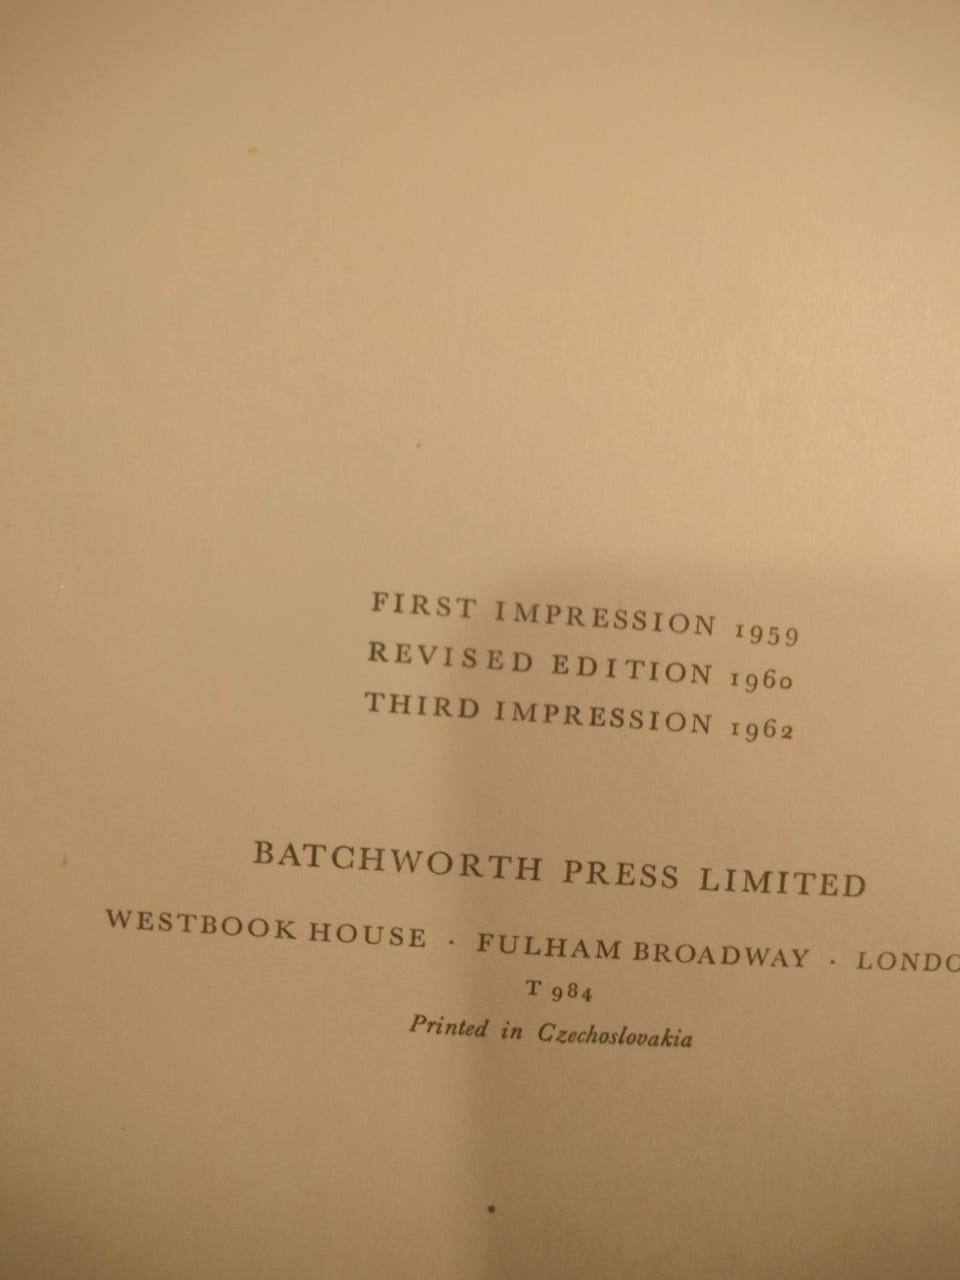 FIRST IMPRESSION 1959
REVISED EDITION 1960
THIRD IMPRESSION 1962
BATCHWORTH PRESS LIMITED
WESTBOOK HOUSE · FULHAM BROADWAY · LONDO
T 984
Printed in Czechoslovakia